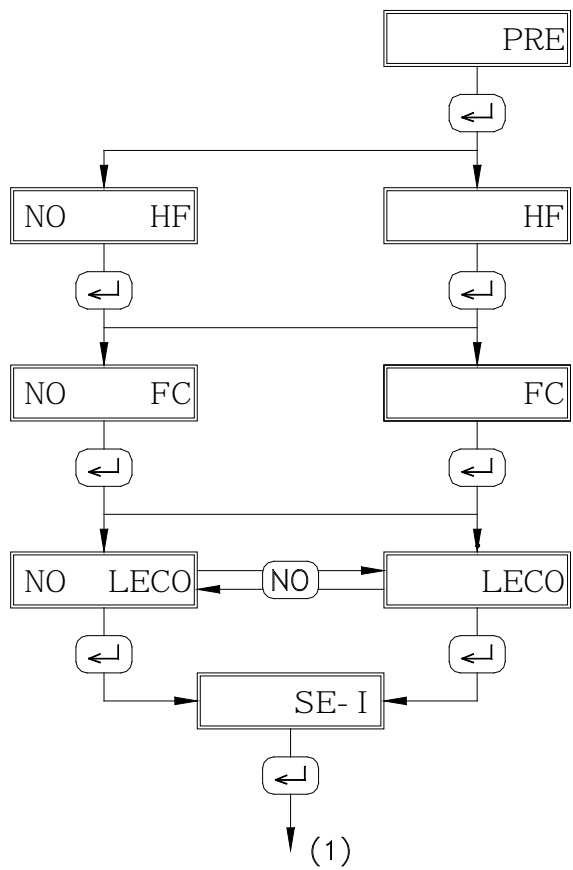 PRE
NO HF
HF
NO FC
FC
NO LECO
NO
LECO
SE-I
(1)